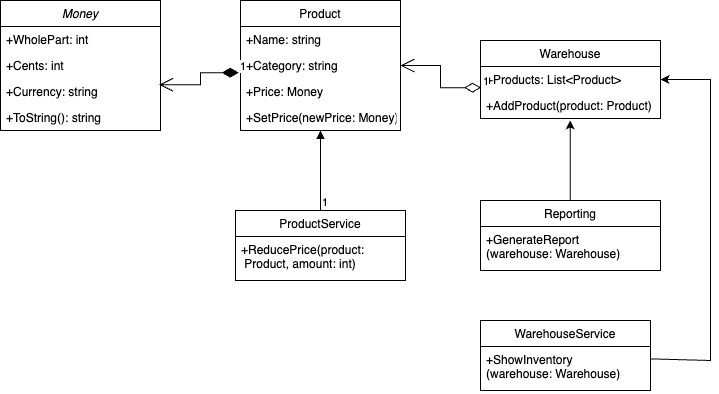 Money
+WholePart: int
+Cents: int
+Currency: string
+ToString(): string
Product
+Name: string
1
+Category: string
+Price: Money
+SetPrice(newPrice: Money)
Warehouse
1
+Products: List<Product>
+AddProduct(product: Product)
1
ProductService
+ReducePrice(product:
Product, amount: int)
Reporting
+GenerateReport
(warehouse: Warehouse)
WarehouseService
+ShowInventory
(warehouse: Warehouse)